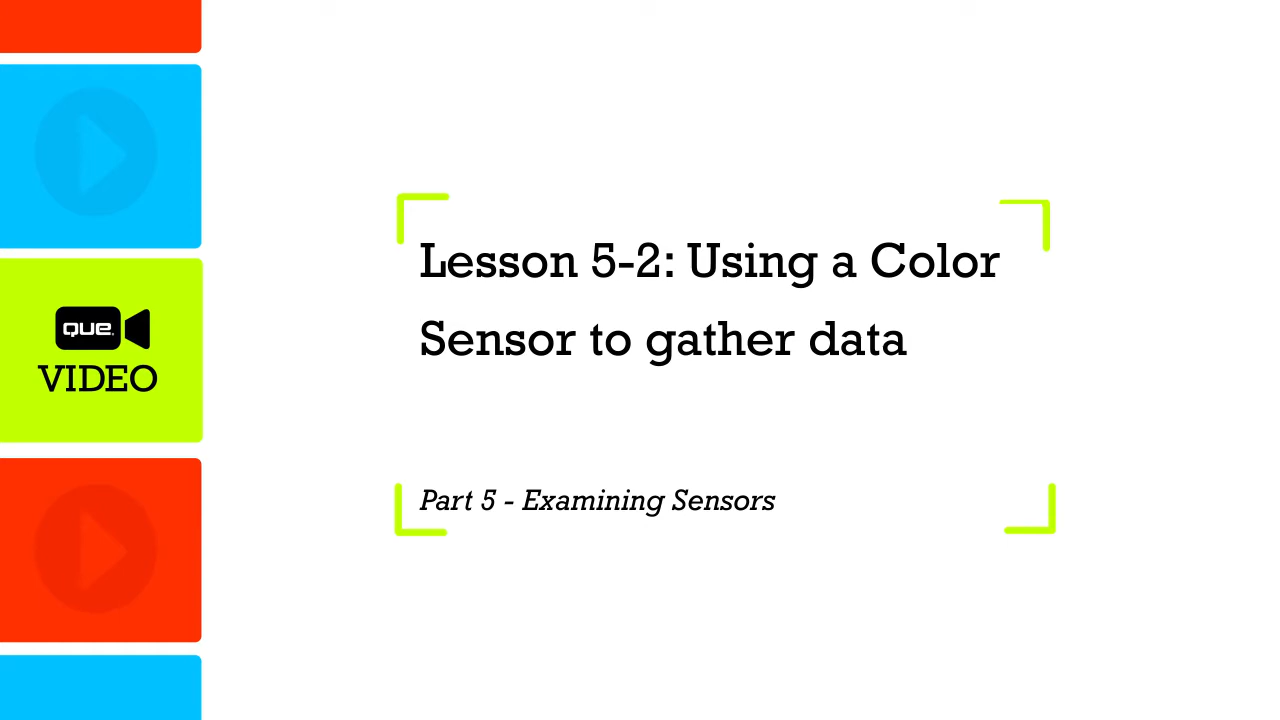 que
VIDEO
Lesson 5-2: Using a Color
Sensor to gather data
Part 5 - Examining Sensors